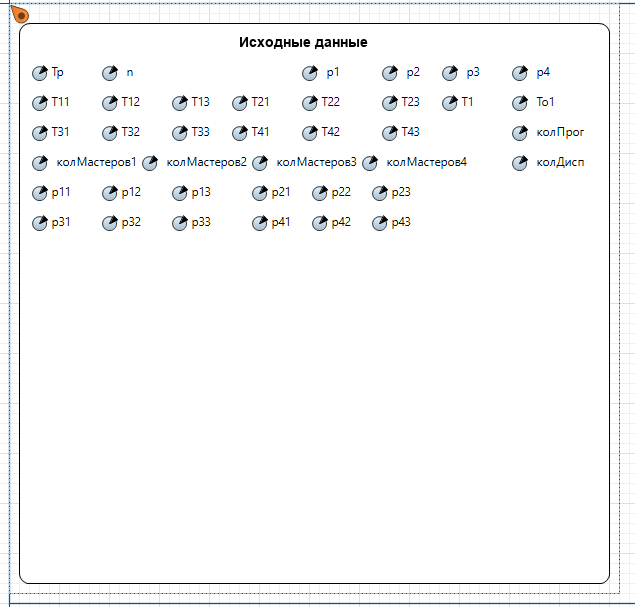 Исходные данные
Tp n p1 p2 p3 p4
T11 T12 T13 T21 T22 T23 T1 To1
T31 T32 T33 T41 T42 T43 колПрог
колМастеров1 колМастеров2 колМастеров3 колМастеров4 колДисп
p11 p12 p13 p21 p22 p23
p31 p32 p33 p41 p42 p43